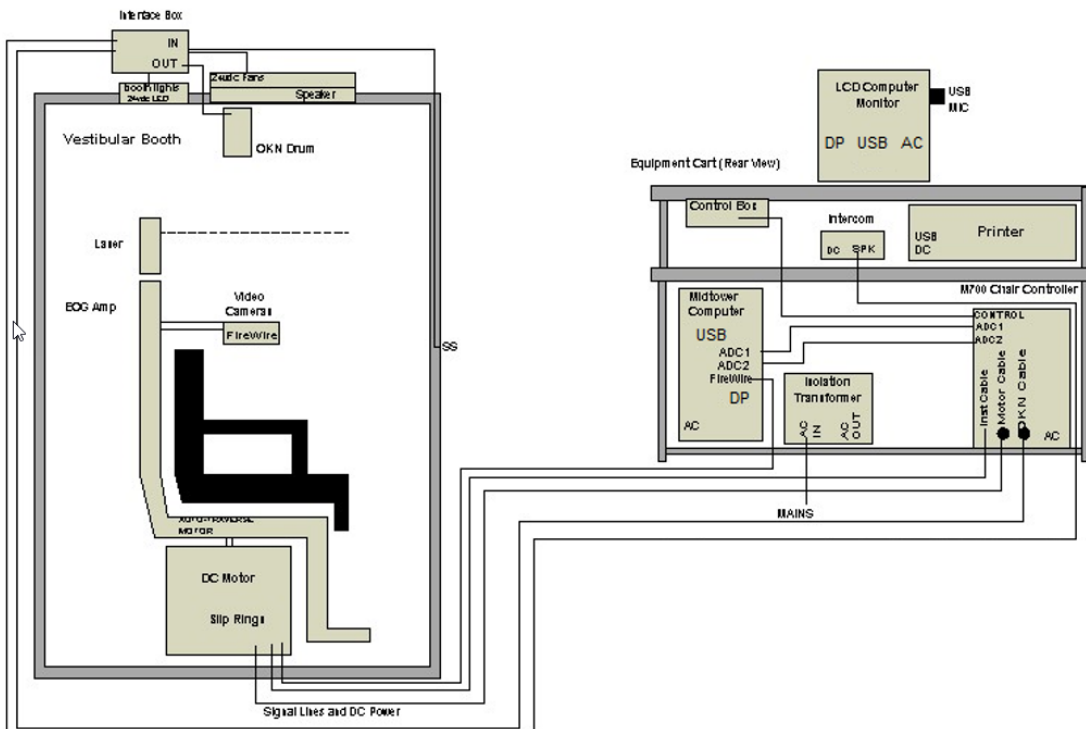 Interface Box
IN
OUT
24vdc Fans
booth lights
24vdc LED
Speaker
Vestibular Booth
OKN Drum
Laser
EOG Amp
Video
Cameras
FireWire
SS
AUTO-TRAVERSE
MOTOR
DC Motor
Slip Rings
Signal Lines and DC Power
LCD Computer
Monitor
USB
MIC
DP USB AC
Equipment Cart (Rear View)
Control Box
Intercom
DC SPK
USB
DC
Printer
M700 Chair Controller
Midtower
Computer
USB
ADC1
ADC2
FireWire
DP
AC
Isolation
Transformer
AC
IN
AC
OUT
MAINS
CONTROL
ADC1
ADC2
Inst Cable
Motor Cable
OKN Cable
AC